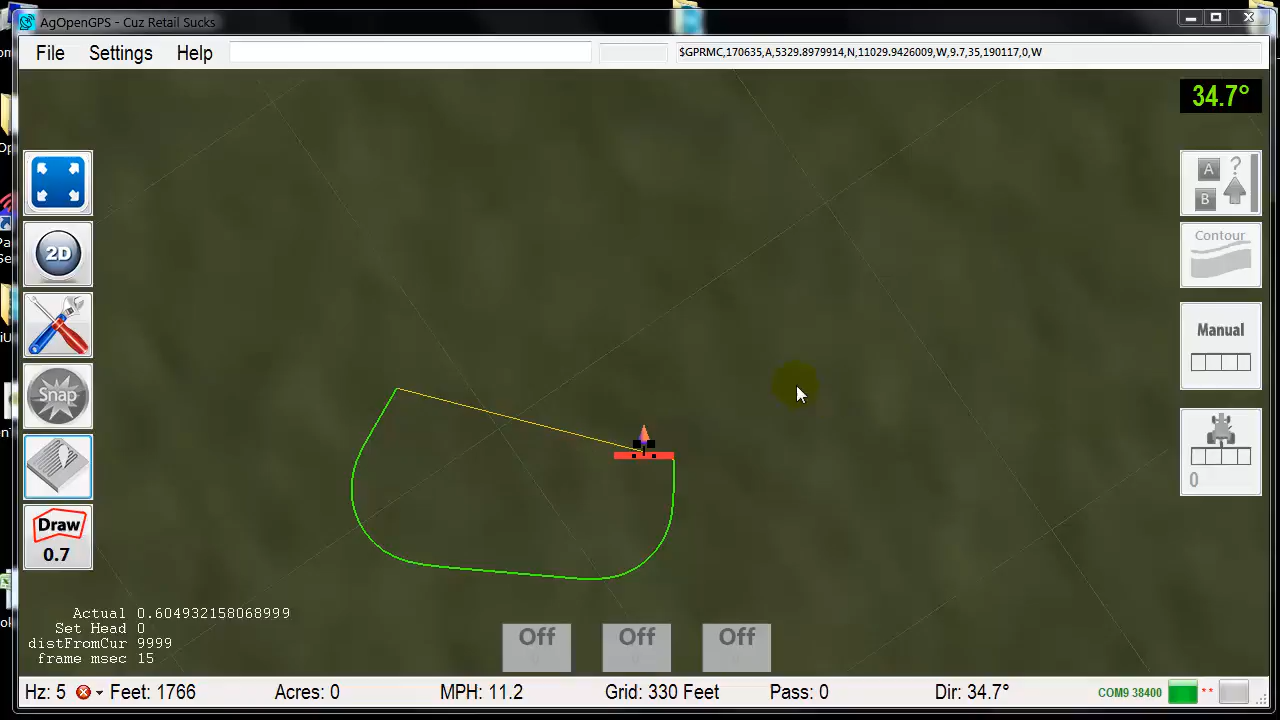 AgOpenGPS - Cuz Retail Sucks
File Settings Help
$GPRMC,170635,A,5329.8979914,N,11029.9426009,W,9.7,35,190117,0,W
34.7°
2D
A ?
B
Contour
Snap
Manual
Draw
0.7
0
Actual 0.604932158068999
Set Head 0
distFromCur 9999
frame msec 15
Off Off Off
Hz: 5 Feet: 1766 Acres: 0 MPH: 11.2 Grid: 330 Feet Pass: 0 Dir: 34.7° COM9 38400 **